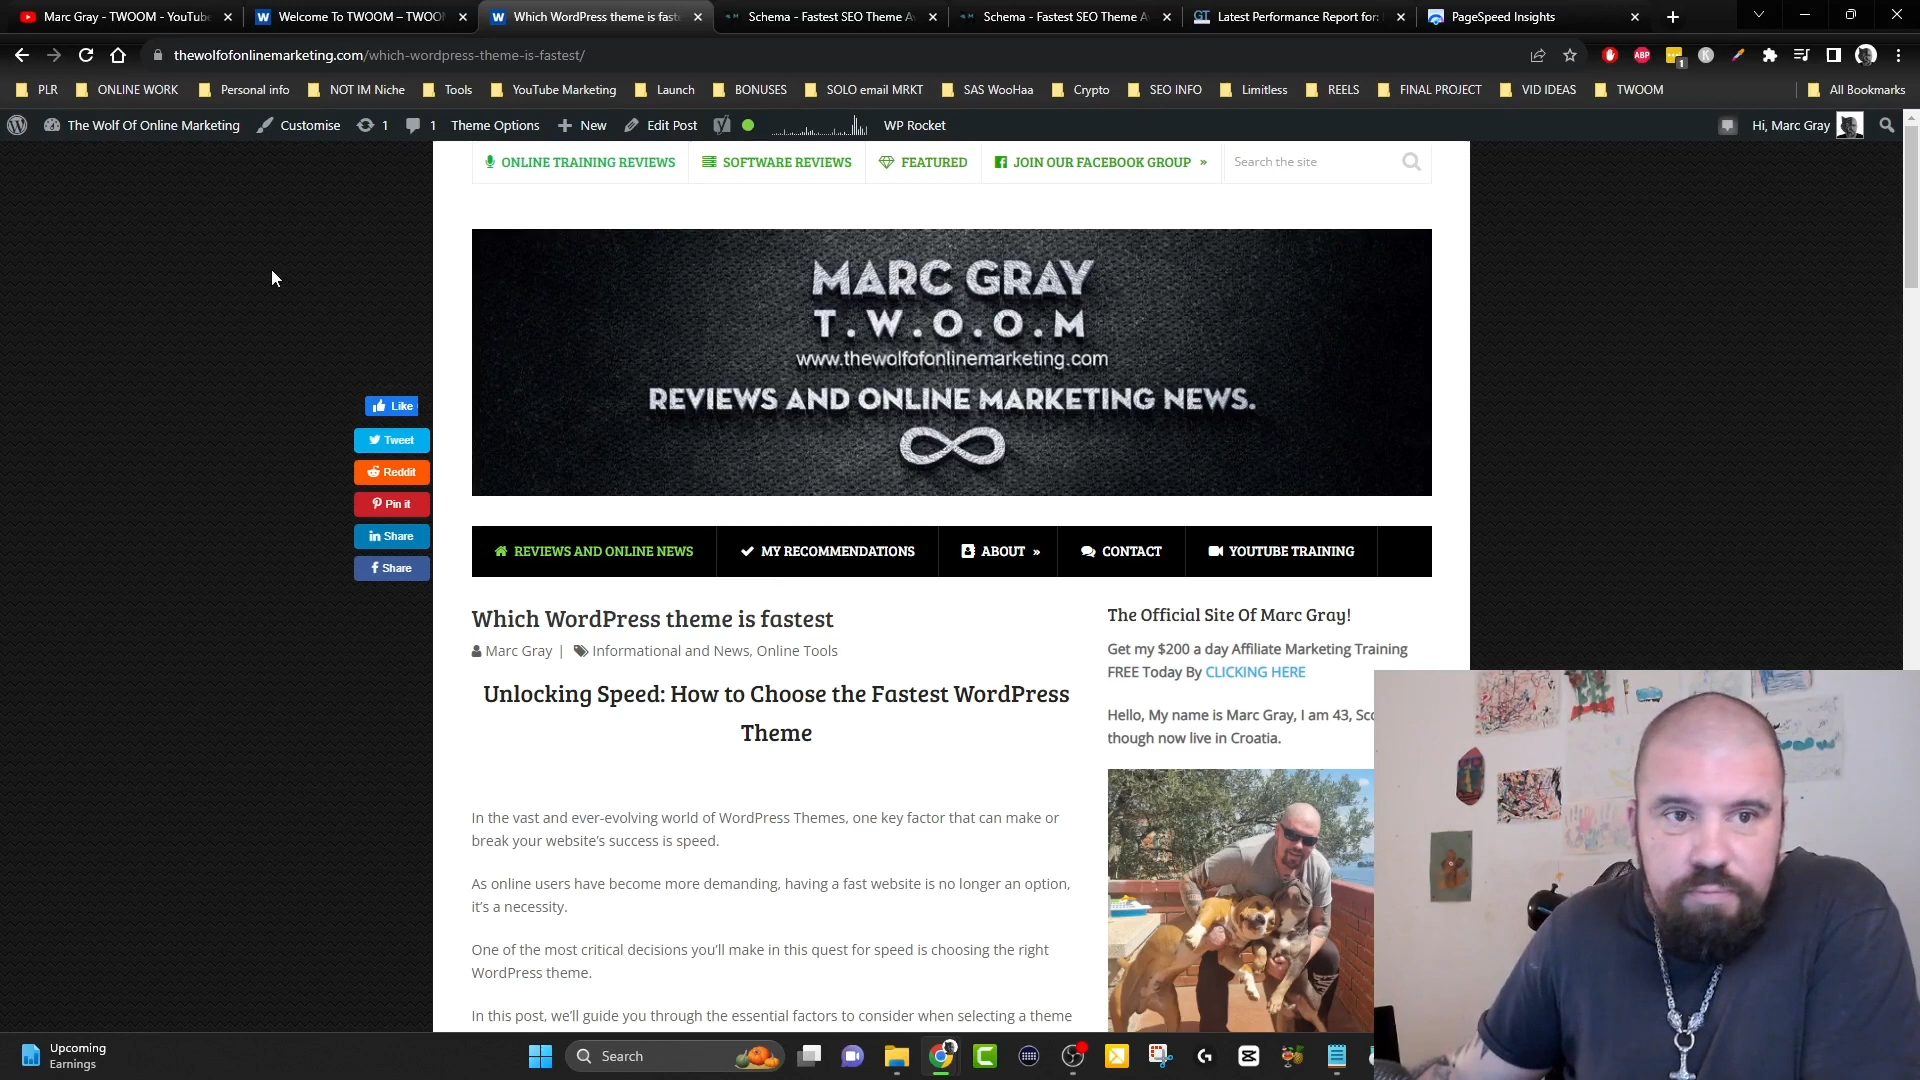 Marc Gray - TWOOM - YouTube
Welcome To TWOOM – TWOO
Which WordPress theme is fast
Schema - Fastest SEO Theme A
Schema - Fastest SEO Theme A
Latest Performance Report for:
PageSpeed Insights
thewolfofonlinemarketing.com/which-wordpress-theme-is-fastest/
ABP
1
K
PLR
ONLINE WORK
Personal info
NOT IM Niche
Tools
YouTube Marketing
Launch
BONUSES
SOLO email MRKT
SAS WooHaa
Crypto
SEO INFO
Limitless
REELS
FINAL PROJECT
VID IDEAS
TWOOM
All Bookmarks
The Wolf Of Online Marketing
Customise
1
1
Theme Options
New
Edit Post
WP Rocket
Hi, Marc Gray
ONLINE TRAINING REVIEWS
SOFTWARE REVIEWS
FEATURED
JOIN OUR FACEBOOK GROUP »
Search the site
MARC GRAY
T.W.O.O.M
www.thewolfofonlinemarketing.com
REVIEWS AND ONLINE MARKETING NEWS.
Like
Tweet
Reddit
Pin it
Share
Share
REVIEWS AND ONLINE NEWS
MY RECOMMENDATIONS
ABOUT »
CONTACT
YOUTUBE TRAINING
Which WordPress theme is fastest
Marc Gray | Informational and News, Online Tools
Unlocking Speed: How to Choose the Fastest WordPress
Theme
In the vast and ever-evolving world of WordPress Themes, one key factor that can make or
break your website's success is speed.
As online users have become more demanding, having a fast website is no longer an option,
it's a necessity.
One of the most critical decisions you'll make in this quest for speed is choosing the right
WordPress theme.
In this post, we'll guide you through the essential factors to consider when selecting a theme
The Official Site Of Marc Gray!
Get my $200 a day Affiliate Marketing Training
FREE Today By CLICKING HERE
Hello, My name is Marc Gray, I am 43, Sc
though now live in Croatia.
Upcoming
Earnings
Search